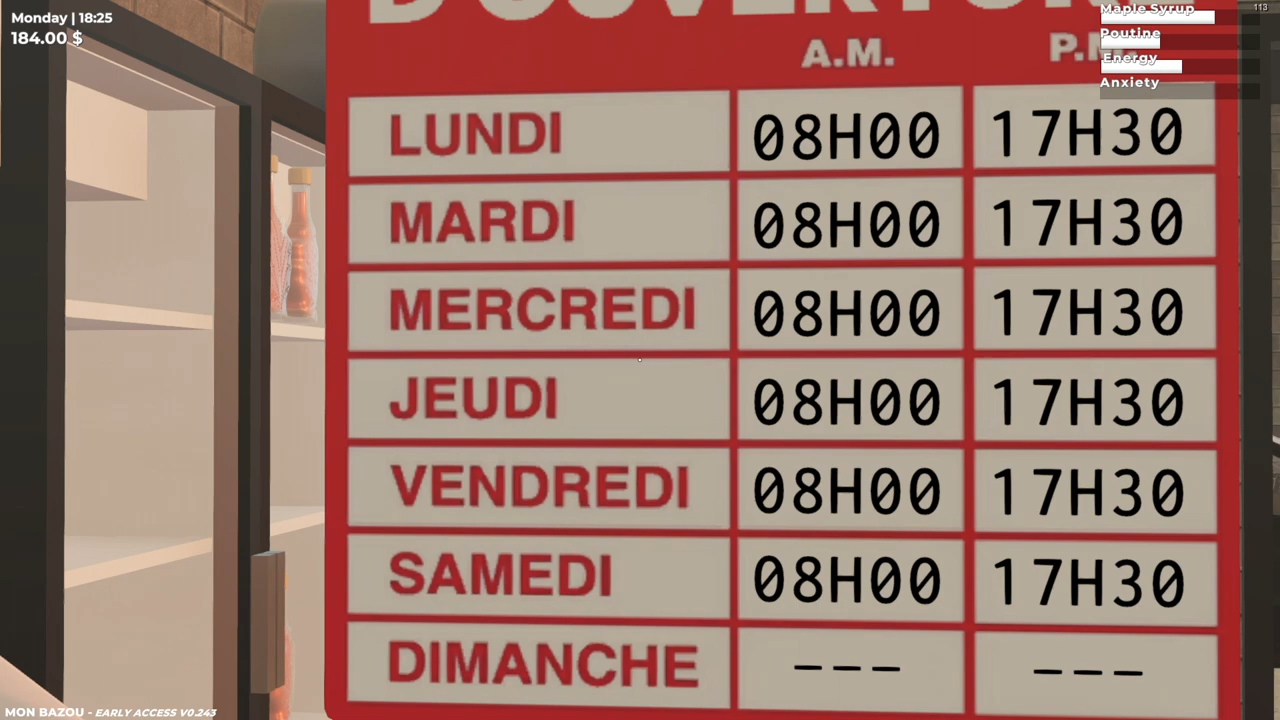 Monday | 18:25
184.00 $
113
Maple Syrup
Poutine
Energy
Anxiety
A.M. P.M.
LUNDI 08H00 17H30
MARDI 08H00 17H30
MERCREDI 08H00 17H30
JEUDI 08H00 17H30
VENDREDI 08H00 17H30
SAMEDI 08H00 17H30
DIMANCHE --- ---
MON BAZOU - EARLY ACCESS V0.243